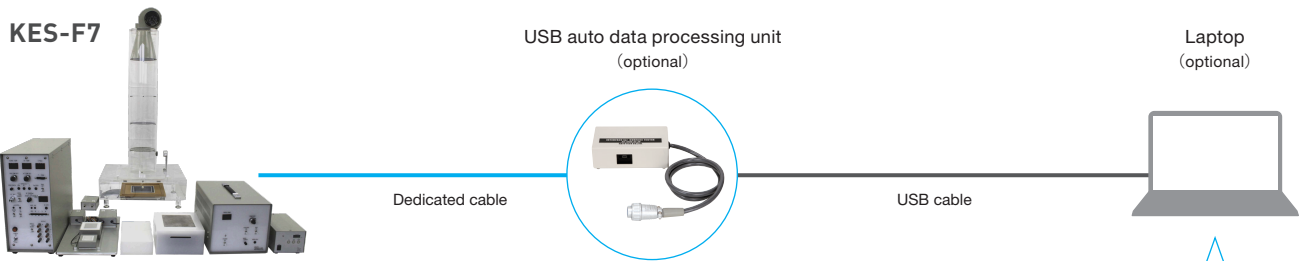 KES-F7
USB auto data processing unit
（optional）
Laptop
（optional）
Dedicated cable
USB cable